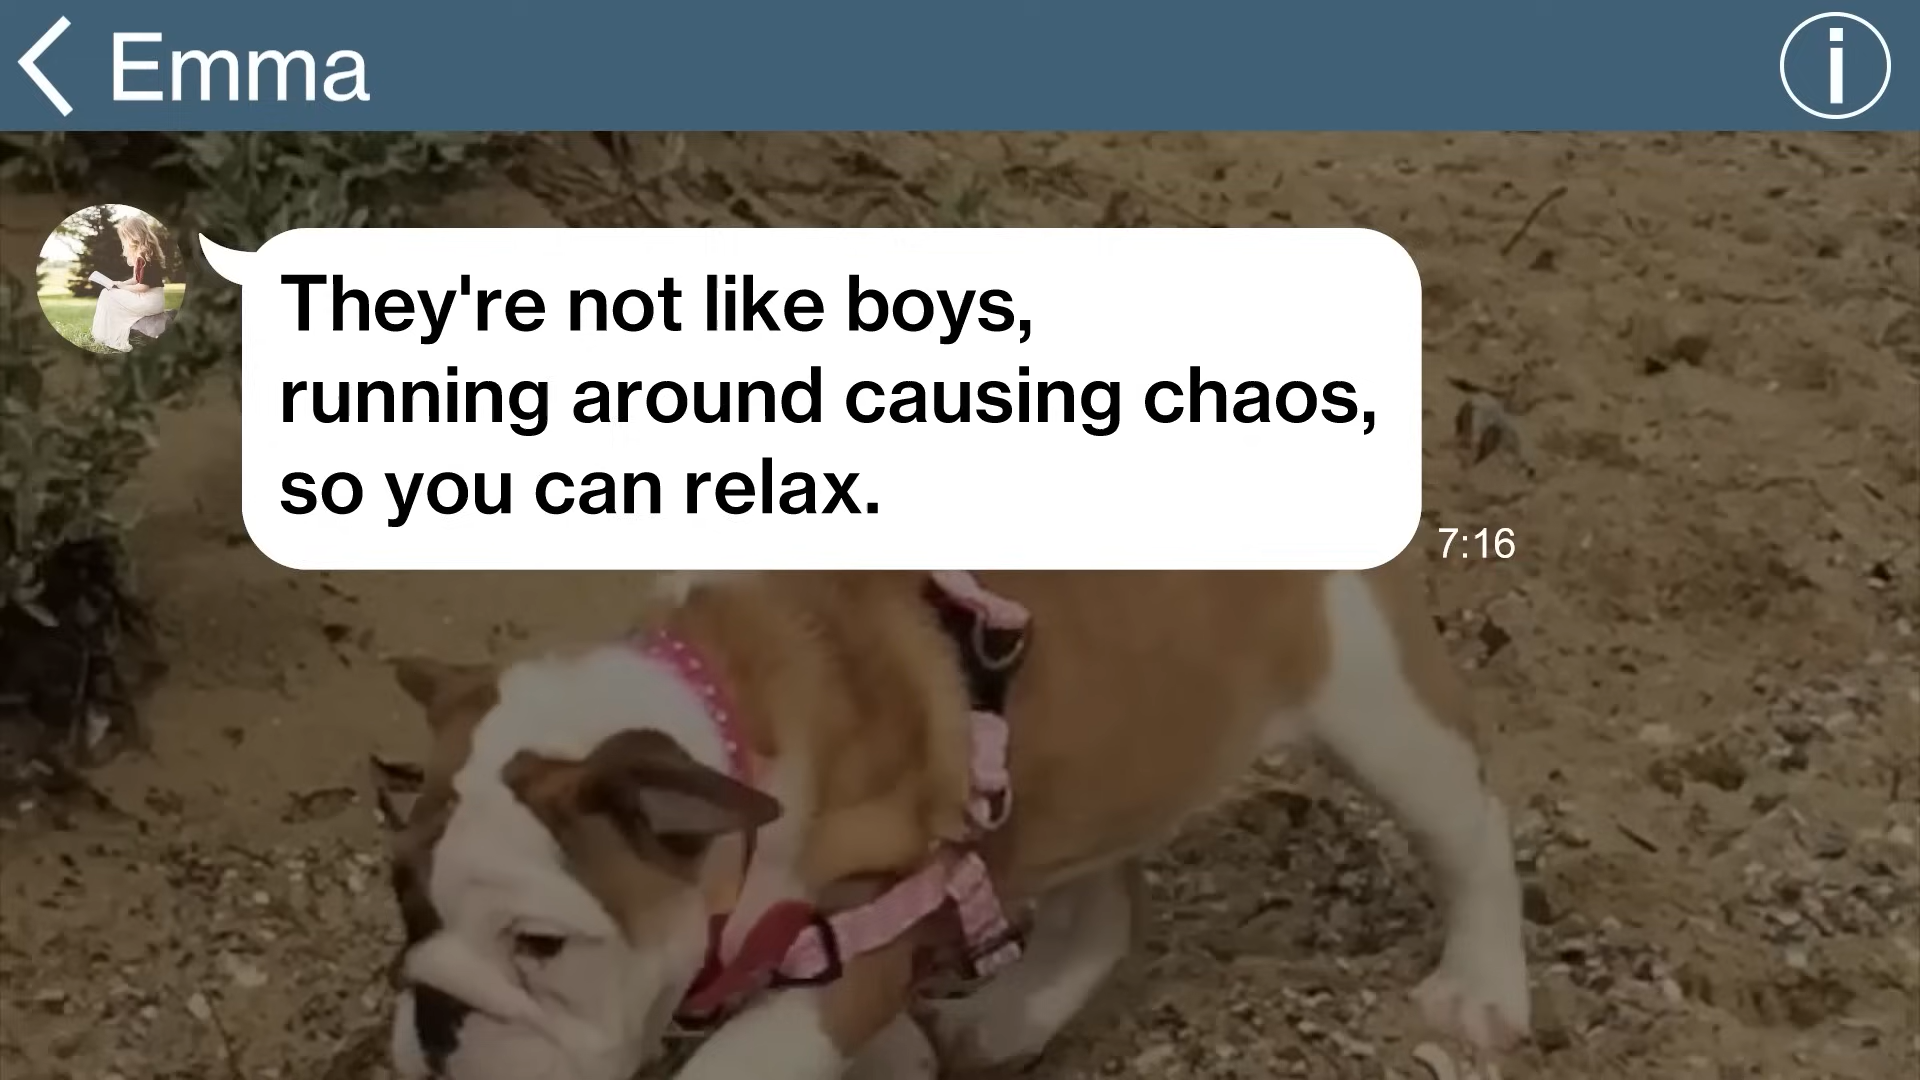 Emma
They're not like boys,
running around causing chaos,
so you can relax.
7:16